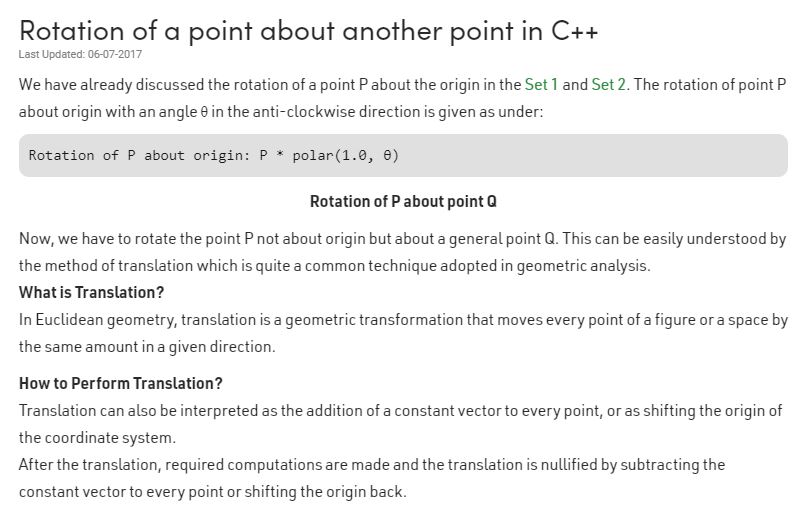 Rotation of a point about another point in C++
Last Updated: 06-07-2017
We have already discussed the rotation of a point P about the origin in the Set 1 and Set 2. The rotation of point P
about origin with an angle θ in the anti-clockwise direction is given as under:
Rotation of P about origin: P * polar(1.0, θ)
Rotation of P about point Q
Now, we have to rotate the point P not about origin but about a general point Q. This can be easily understood by
the method of translation which is quite a common technique adopted in geometric analysis.
What is Translation?
In Euclidean geometry, translation is a geometric transformation that moves every point of a figure or a space by
the same amount in a given direction.
How to Perform Translation?
Translation can also be interpreted as the addition of a constant vector to every point, or as shifting the origin of
the coordinate system.
After the translation, required computations are made and the translation is nullified by subtracting the
constant vector to every point or shifting the origin back.